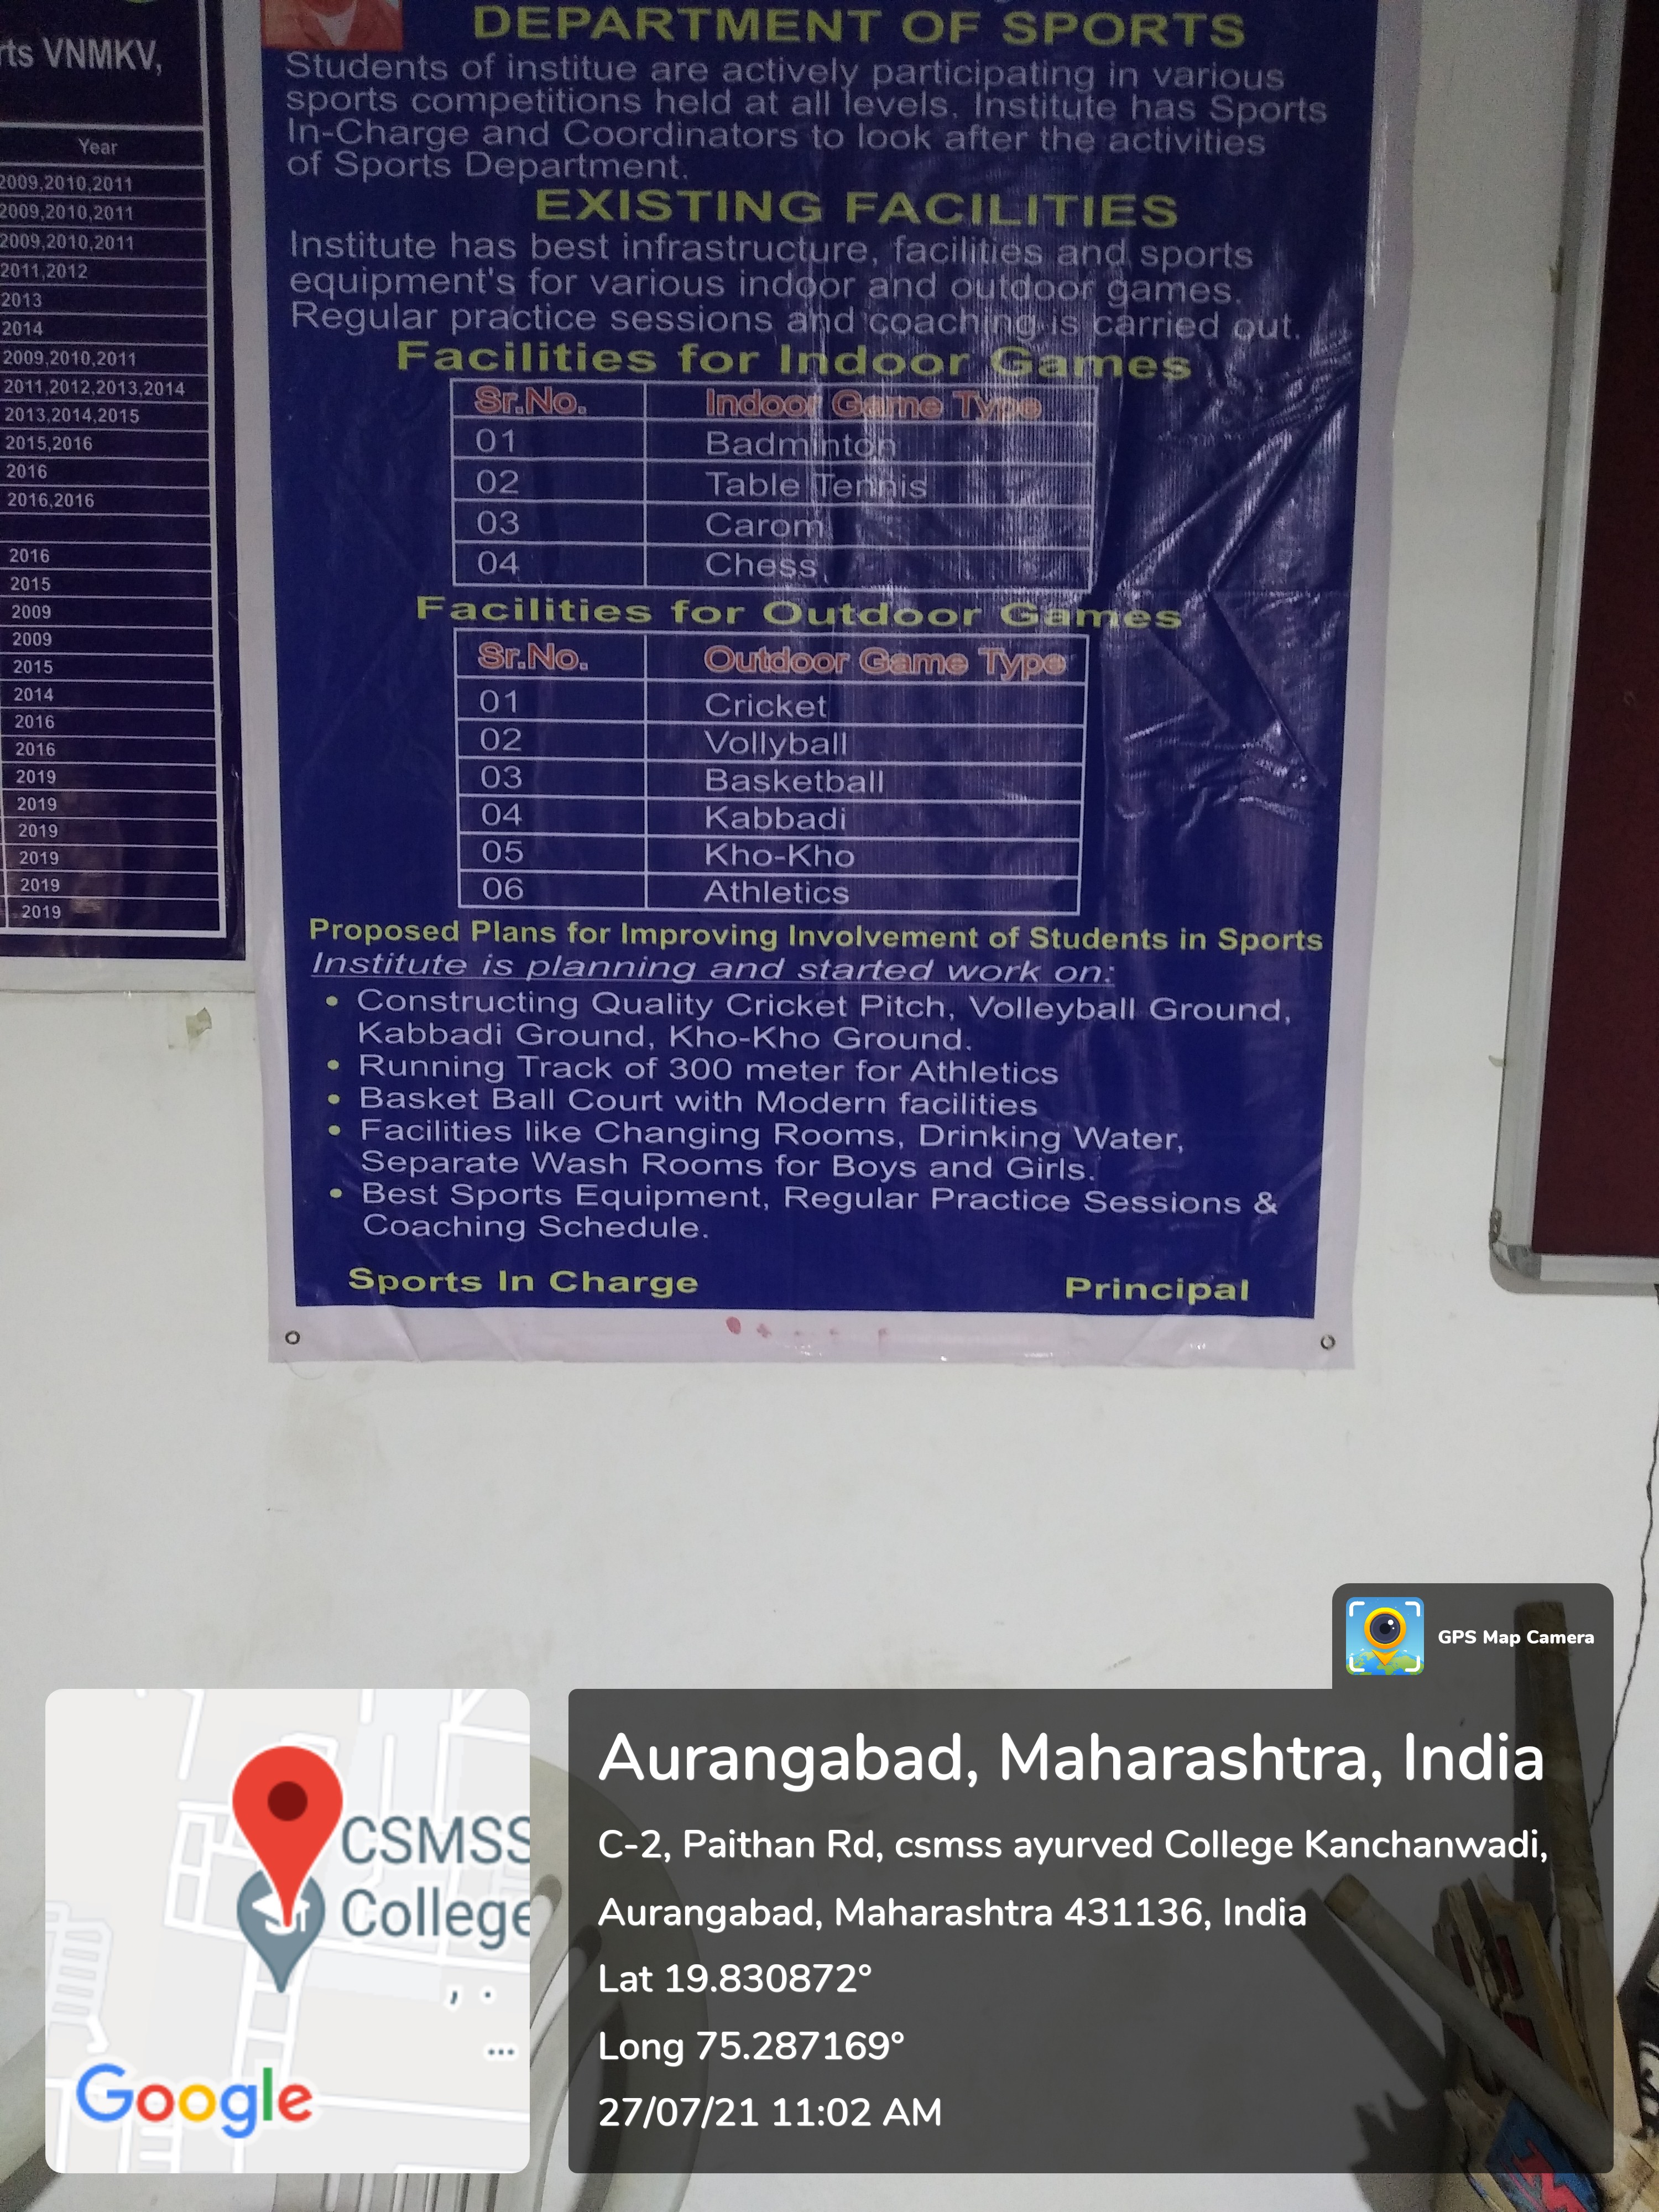 rts VNMKV,
Year
2009,2010,2011
2009,2010,2011
2009,2010,2011
2011,2012
2013
2014
2009,2010,2011
2011,2012,2013,2014
2013,2014,2015
2015,2016
2016
2016,2016
2016
2015
2009
2009
2015
2014
2016
2016
2019
2019
2019
2019
2019
2019
DEPARTMENT OF SPORTS
Students of institue are actively participating in various
sports competitions held at all levels. Institute has Sports
In-Charge and Coordinators to look after the activities
of Sports Department.
EXISTING FACILITIES
Institute has best infrastructure, facilities and sports
equipment's for various indoor and outdoor games.
Regular practice sessions and coaching is carried out.
Facilities for Indoor Games
Sr.No. Indoor Game Type
01 Badminton
02 Table Tennis
03 Carom
04 Chess
Facilities for Outdoor Games
Sr.No. Outdoor Game Type
01 Cricket
02 Vollyball
03 Basketball
04 Kabbadi
05 Kho-Kho
06 Athletics
Proposed Plans for Improving Involvement of Students in Sports
Institute is planning and started work on:
• Constructing Quality Cricket Pitch, Volleyball Ground,
Kabbadi Ground, Kho-Kho Ground.
• Running Track of 300 meter for Athletics
• Basket Ball Court with Modern facilities
• Facilities like Changing Rooms, Drinking Water,
Separate Wash Rooms for Boys and Girls.
• Best Sports Equipment, Regular Practice Sessions &
Coaching Schedule.
Sports In Charge Principal
GPS Map Camera
CSMSS
College
Google
Aurangabad, Maharashtra, India
C-2, Paithan Rd, csmss ayurved College Kanchanwadi,
Aurangabad, Maharashtra 431136, India
Lat 19.830872°
Long 75.287169°
27/07/21 11:02 AM